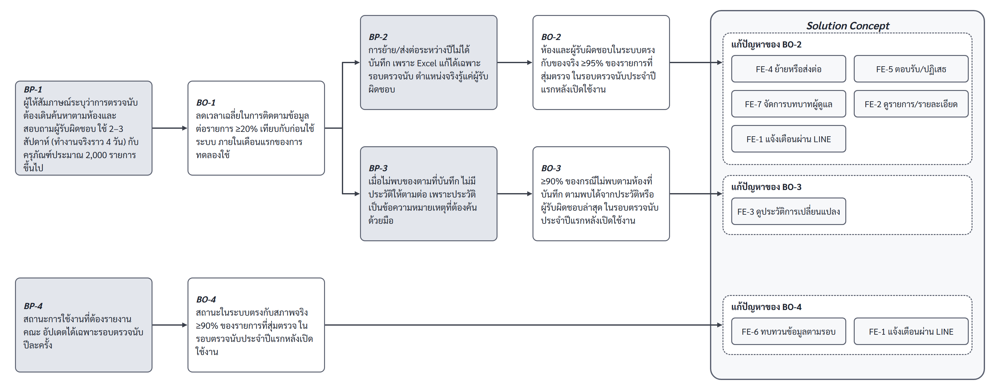 BP-1
ผู้ให้สัมภาษณ์ระบุว่าการตรวจนับ
ต้องเดินค้นหาตามห้องและ
สอบถามผู้รับผิดชอบ ใช้ 2–3
สัปดาห์ (ทำงานจริงราว 4 วัน) กับ
ครุภัณฑ์ประมาณ 2,000 รายการ
ขึ้นไป
BO-1
ลดเวลาเฉลี่ยในการติดตามข้อมูล
ต่อรายการ ≥20% เทียบกับก่อนใช้
ระบบ ภายในเดือนแรกของการ
ทดลองใช้
BP-2
การย้าย/ส่งต่อระหว่างปีไม่ได้
บันทึก เพราะ Excel แก้ได้เฉพาะ
รอบตรวจนับ ตำแหน่งจริงรู้แค่ผู้รับ
ผิดชอบ
BO-2
ห้องและผู้รับผิดชอบในระบบตรง
กับของจริง ≥95% ของรายการที่
สุ่มตรวจ ในรอบตรวจนับประจำปี
แรกหลังเปิดใช้งาน
BP-3
เมื่อไม่พบของตามที่บันทึก ไม่มี
ประวัติให้ตามต่อ เพราะประวัติ
เป็นข้อความหมายเหตุที่ต้องค้น
ด้วยมือ
BO-3
≥90% ของกรณีไม่พบตามห้องที่
บันทึก ตามพบได้จากประวัติหรือ
ผู้รับผิดชอบล่าสุด ในรอบตรวจนับ
ประจำปีแรกหลังเปิดใช้งาน
BP-4
สถานะการใช้งานที่ต้องรายงาน
คณะ อัปเดตได้เฉพาะรอบตรวจนับ
ปีละครั้ง
BO-4
สถานะในระบบตรงกับสภาพจริง
≥90% ของรายการที่สุ่มตรวจ ใน
รอบตรวจนับประจำปีแรกหลังเปิด
ใช้งาน
Solution Concept
แก้ปัญหาของ BO-2
FE-4 ย้ายหรือส่งต่อ
FE-5 ตอบรับ/ปฏิเสธ
FE-7 จัดการบทบาทผู้ดูแล
FE-2 ดูรายการ/รายละเอียด
FE-1 แจ้งเตือนผ่าน LINE
แก้ปัญหาของ BO-3
FE-3 ดูประวัติการเปลี่ยนแปลง
แก้ปัญหาของ BO-4
FE-6 ทบทวนข้อมูลตามรอบ
FE-1 แจ้งเตือนผ่าน LINE